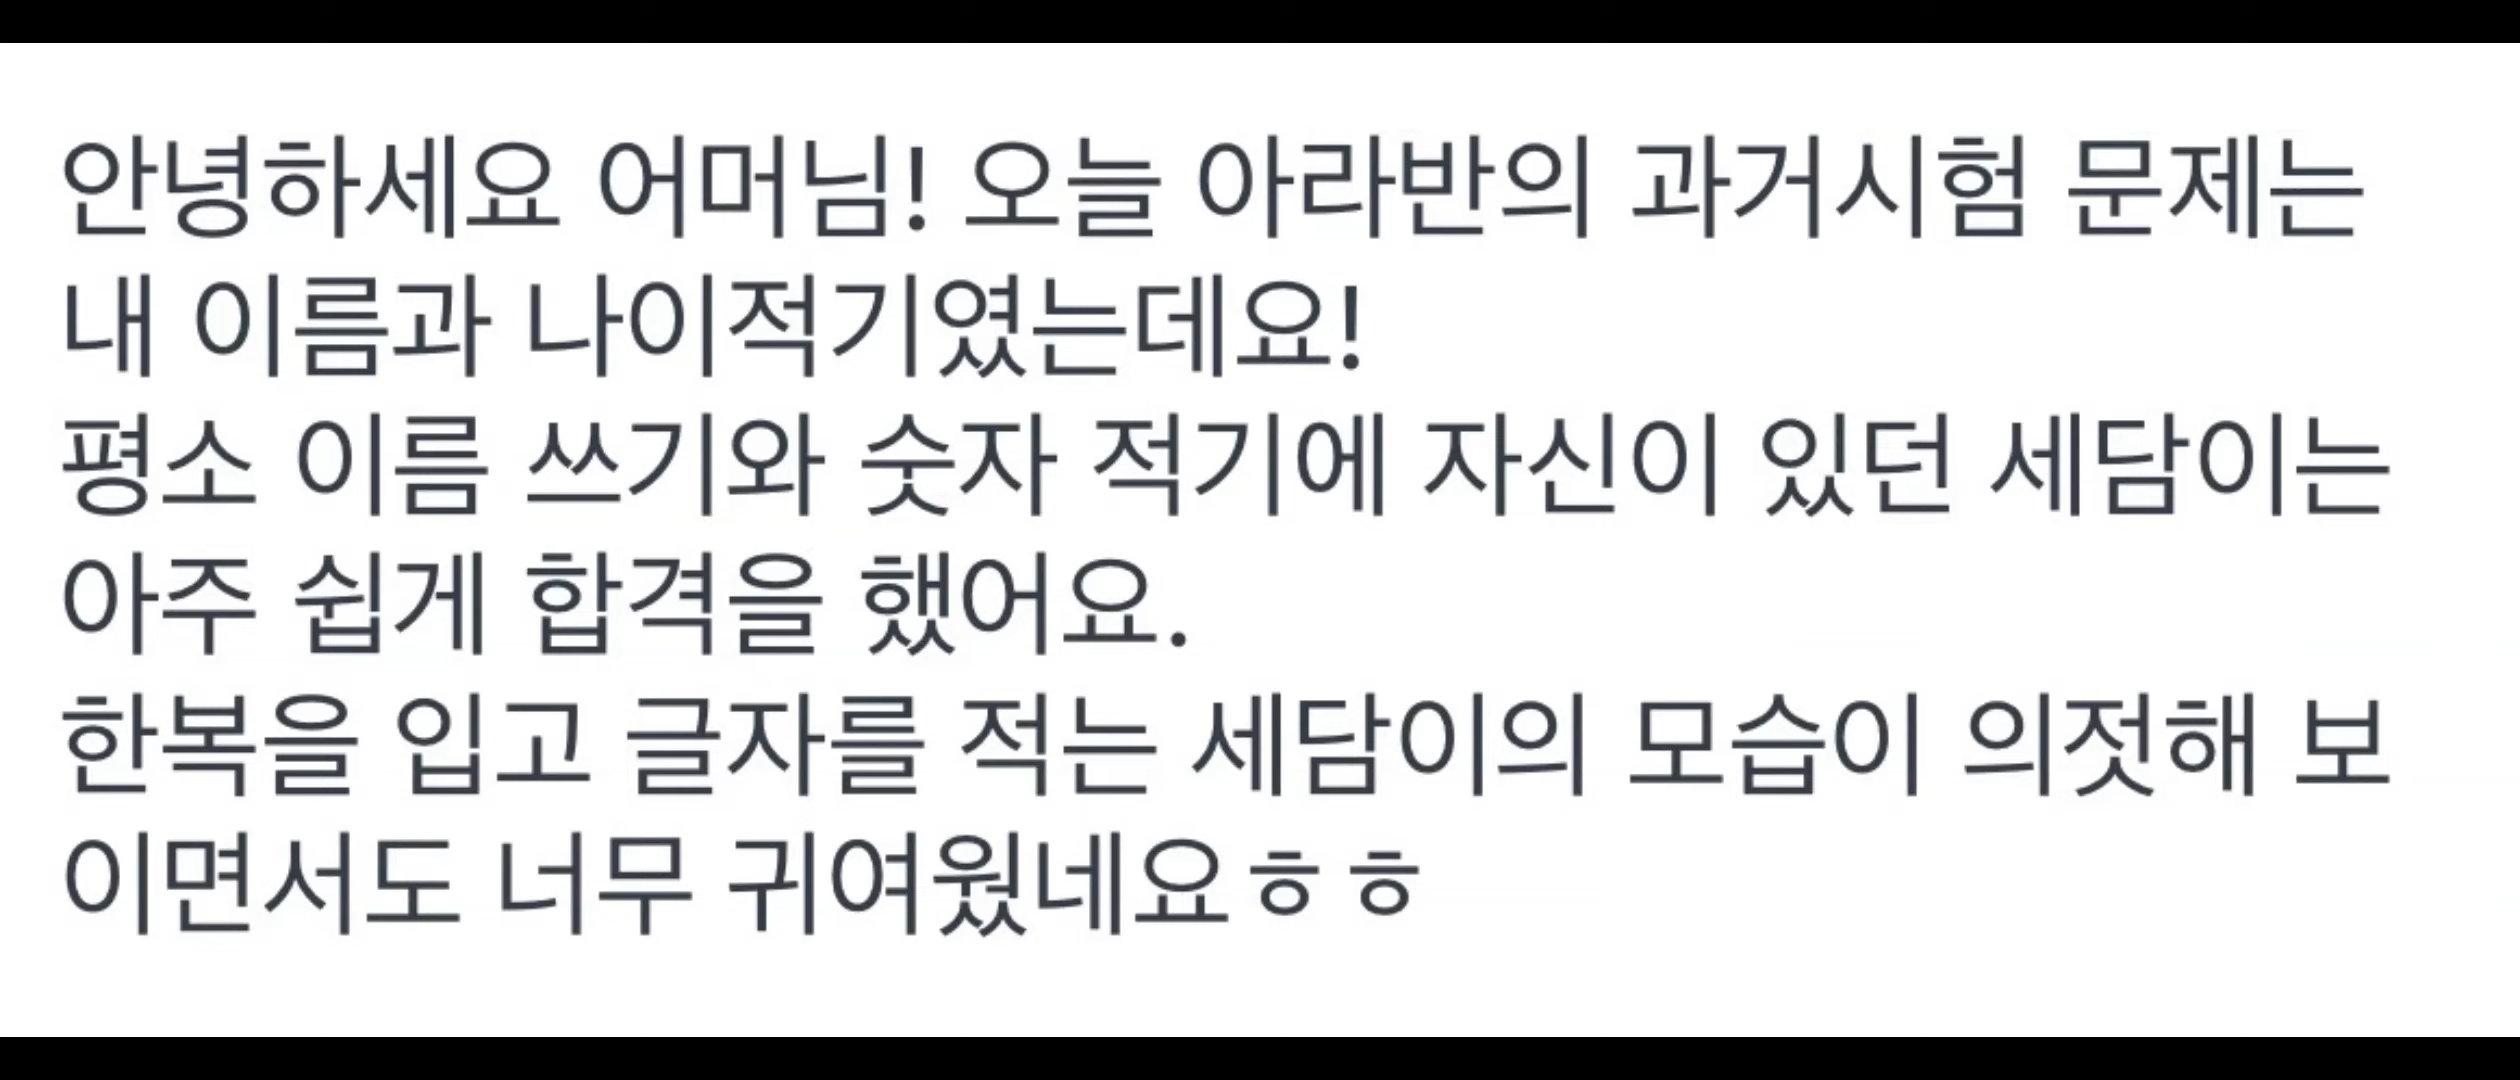 안녕하세요 어머님! 오늘 아라반의 과거시험 문제는
내 이름과 나이적기였는데요!
평소 이름 쓰기와 숫자 적기에 자신이 있던 세담이는
아주 쉽게 합격을 했어요.
한복을 입고 글자를 적는 세담이의 모습이 의젓해 보
이면서도 너무 귀여웠네요ㅎㅎ